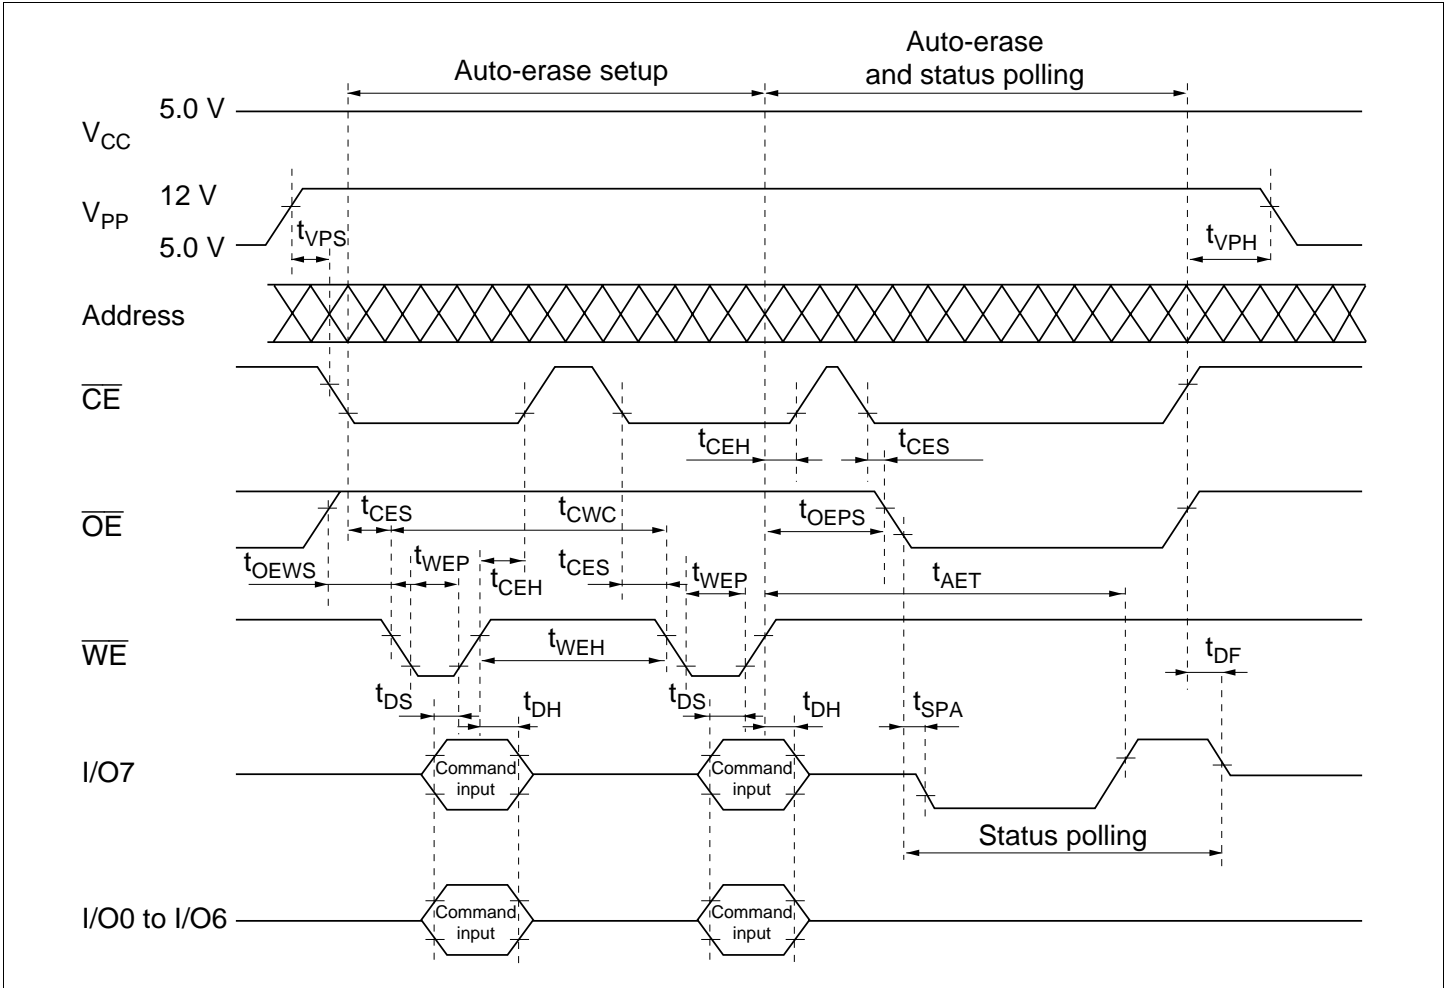 Auto-erase setup
Auto-erase
and status polling
5.0 V
VCC
12 V
VPP
5.0 V
tVPS
tVPH
Address
CE
tCEH
tCES
OE
tCES
tCWC
tOEPS
tOEWS
tWEP
tCEH
tCES
tWEP
tAET
WE
tWEH
tDF
tDS
tDH
tDS
tDH
tSPA
I/O7
Command
input
Command
input
Status polling
I/O0 to I/O6
Command
input
Command
input